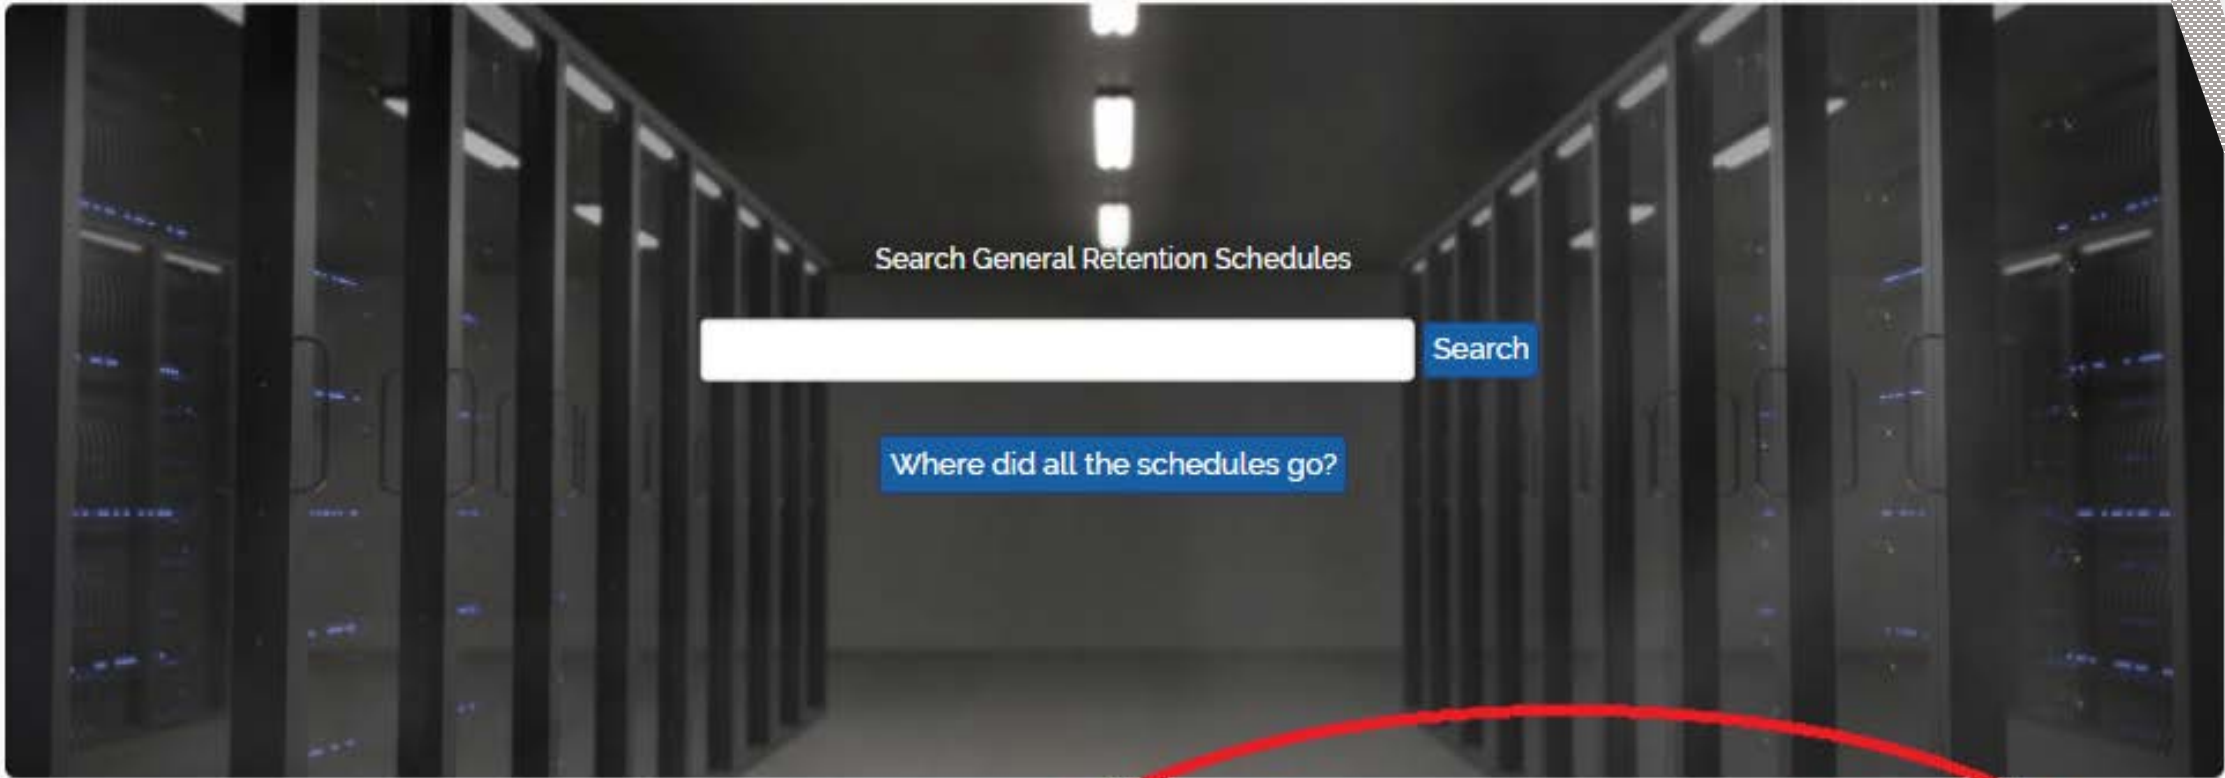 Search General Retention Schedules
Search
Where did all the schedules go?